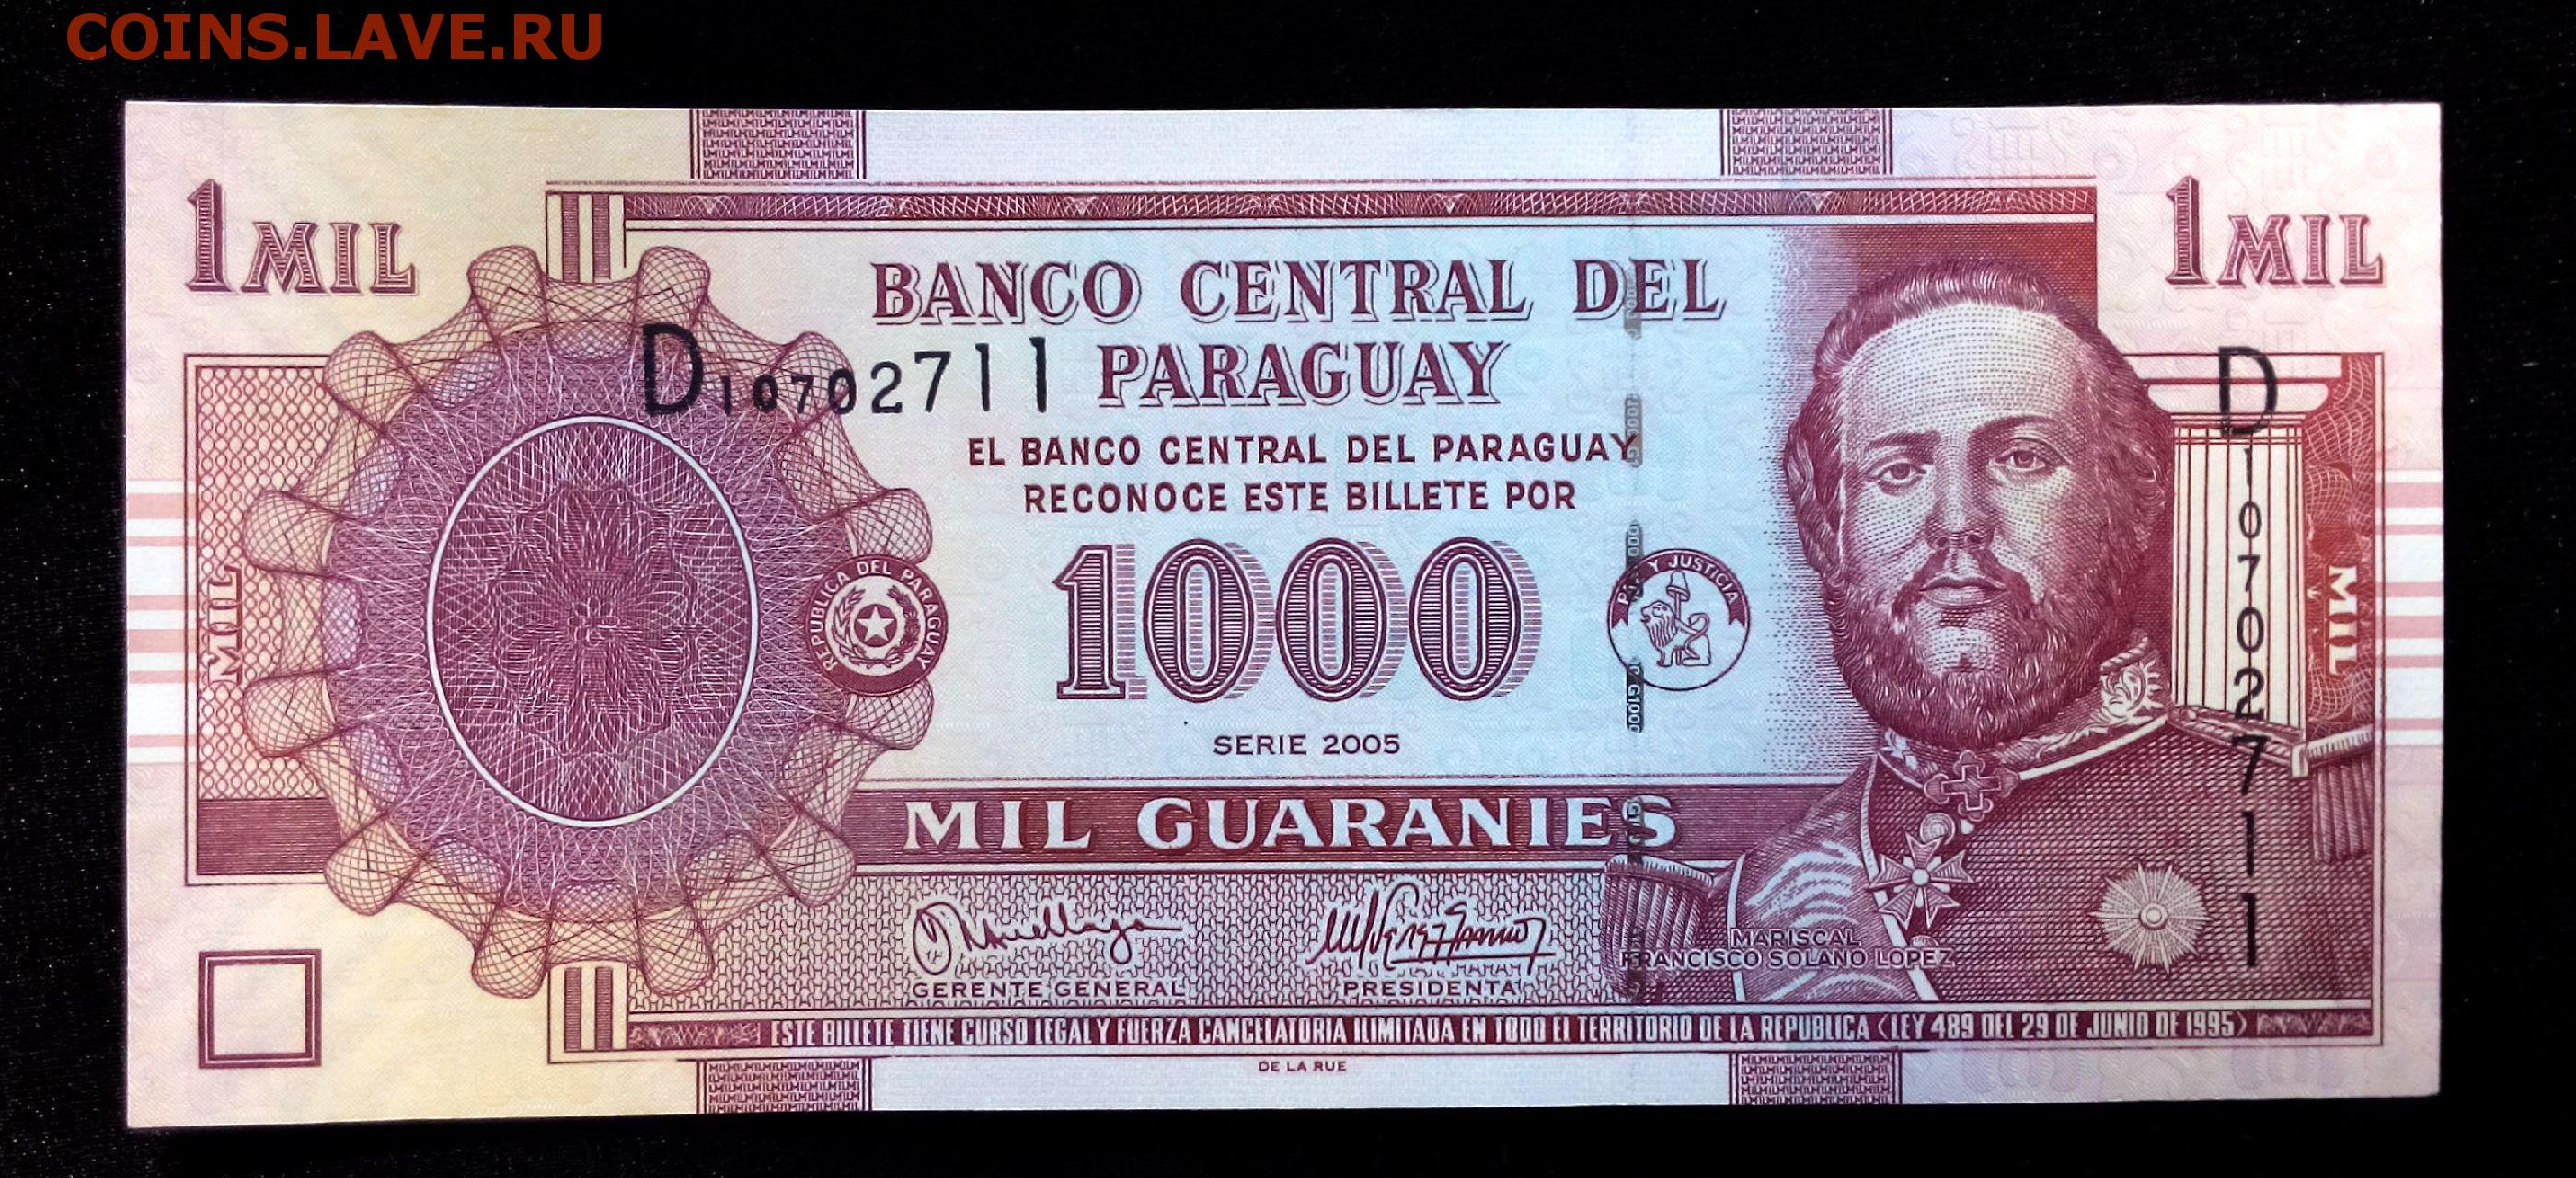 COINS.LAVE.RU
1 MIL
1 MIL
BANCO CENTRAL DEL
PARAGUAY
D10702711
D10702711
EL BANCO CENTRAL DEL PARAGUAY
RECONOCE ESTE BILLETE POR
1000
MIL
REPUBLICA DEL PARAGUAY
PAZ Y JUSTICIA
MIL
SERIE 2005
MIL GUARANIES
GERENTE GENERAL
PRESIDENTA
MARISCAL
FRANCISCO SOLANO LOPEZ
ESTE BILLETE TIENE CURSO LEGAL Y FUERZA CANCELATORIA ILIMITADA EN TODO EL TERRITORIO DE LA REPUBLICA (LEY 489 DEL 29 DE JUNIO DE 1995)
DE LA RUE